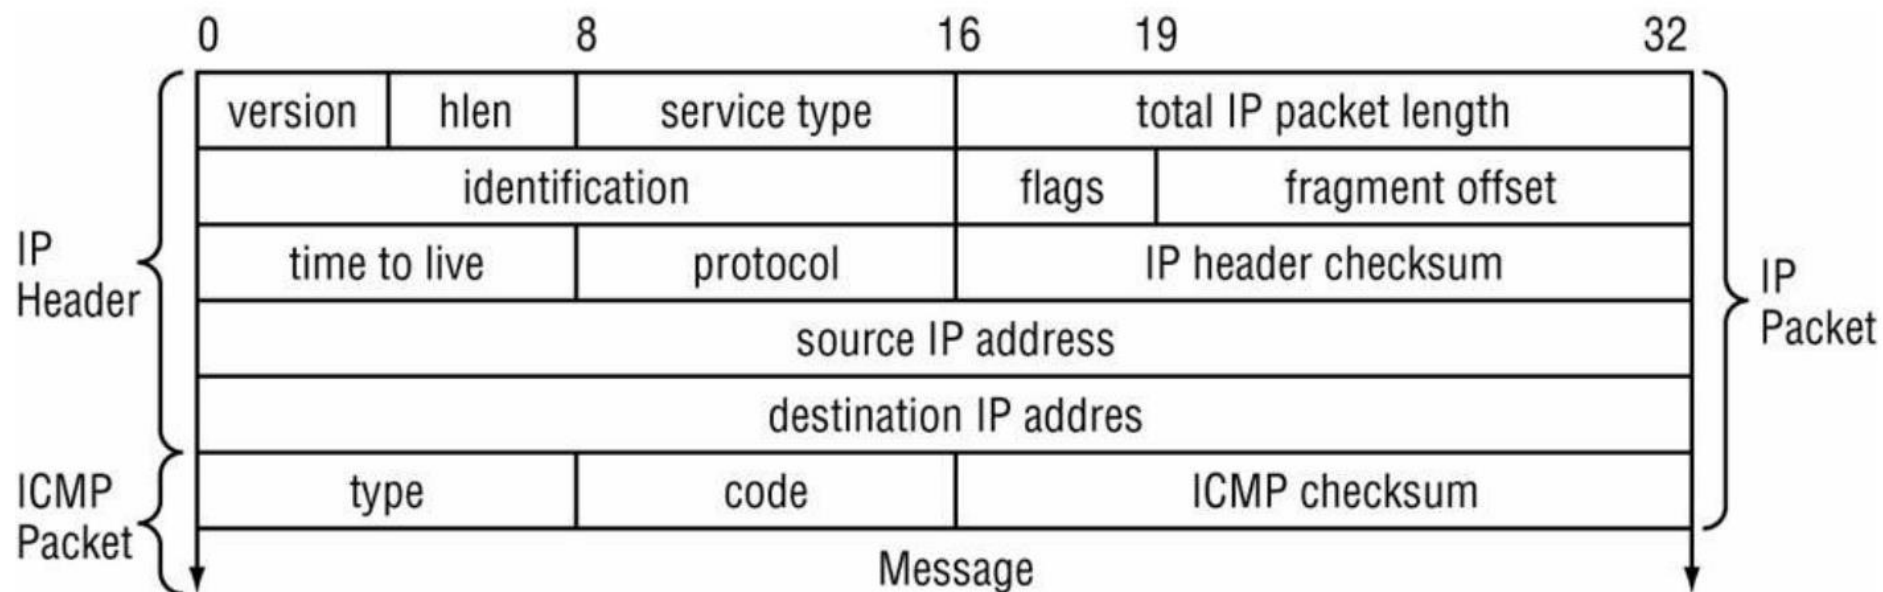 0 8 16 19 32
version hlen service type total IP packet length
identification flags fragment offset
time to live protocol IP header checksum
source IP address
destination IP addres
type code ICMP checksum
Message
IP
Header
ICMP
Packet
IP
Packet